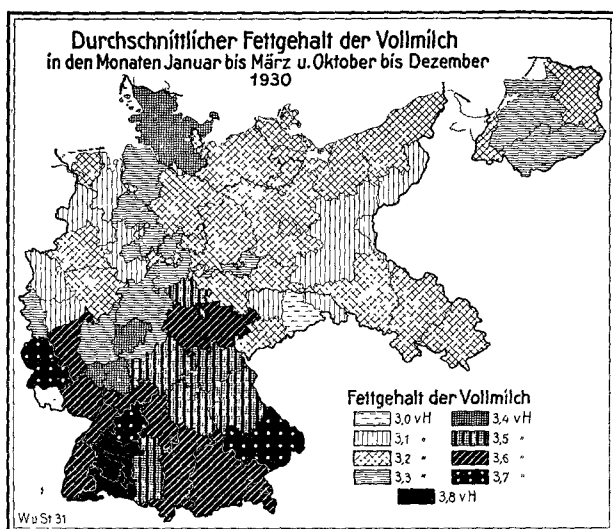 Durchschnittlicher Fettgehalt der Vollmilch
in den Monaten Januar bis März u. Oktober bis Dezember
1930
Fettgehalt der Vollmilch
3,0 vH 3,4 vH
3,1 " 3,5 "
3,2 " 3,6 "
3,3 " 3,7 "
3,8 vH
W u St 31